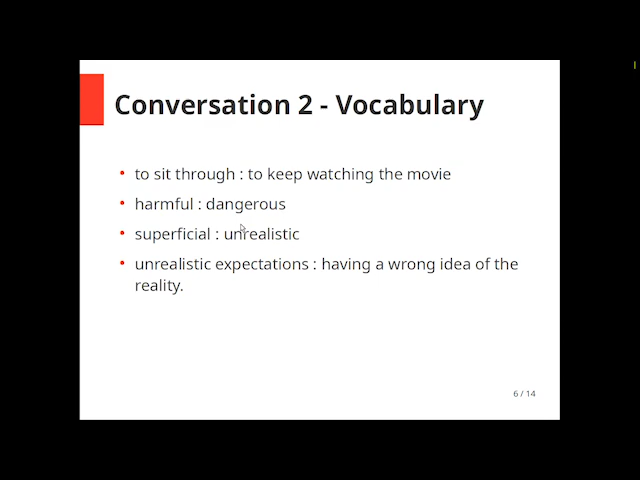 Conversation 2 - Vocabulary
• to sit through : to keep watching the movie
• harmful : dangerous
• superficial : unrealistic
• unrealistic expectations : having a wrong idea of the
reality.
6 / 14